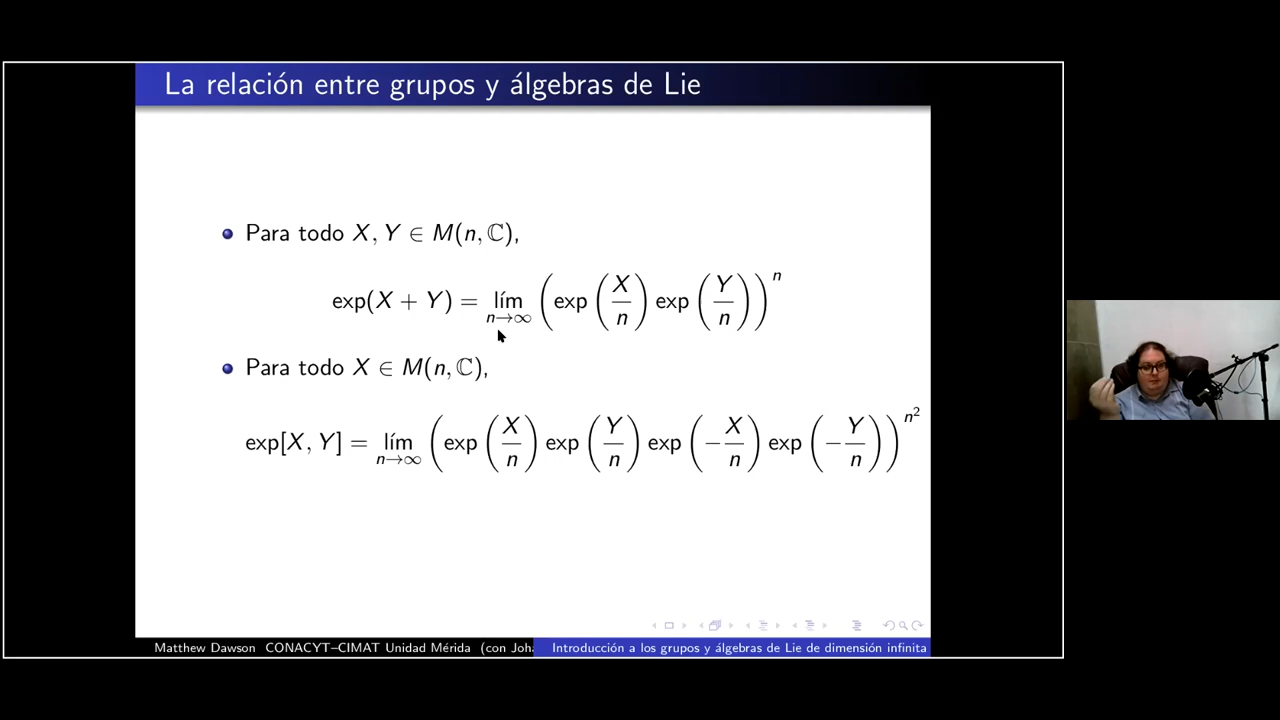 La relación entre grupos y álgebras de Lie
Para todo X, Y ∈ M(n, ℂ),
exp(X + Y) = lím_{n→∞} (exp(X/n) exp(Y/n))^n
Para todo X ∈ M(n, ℂ),
exp[X, Y] = lím_{n→∞} (exp(X/n) exp(Y/n) exp(−X/n) exp(−Y/n))^{n^2}
Matthew Dawson CONACYT–CIMAT Unidad Mérida (con Joh
Introducción a los grupos y álgebras de Lie de dimensión infinita